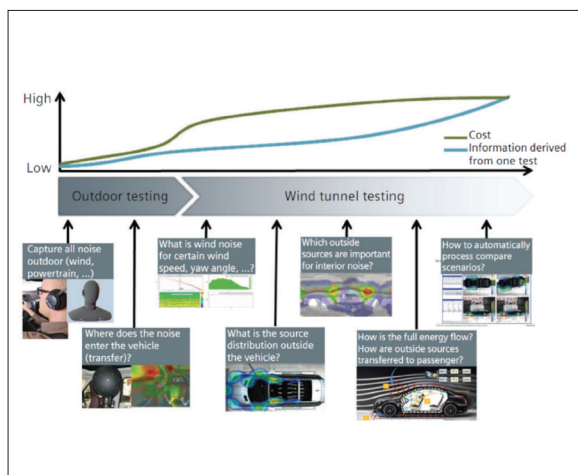 High
Low
Cost
Information derived
from one test
Outdoor testing
Wind tunnel testing
Capture all noise
outdoor (wind,
powertrain, ...)
Where does the noise
enter the vehicle
(transfer)?
What is wind noise
for certain wind
speed, yaw angle, ...?
What is the source
distribution outside
the vehicle?
Which outside
sources are important
for interior noise?
How is the full energy flow?
How are outside sources
transferred to passenger?
How to automatically
process compare
scenarios?